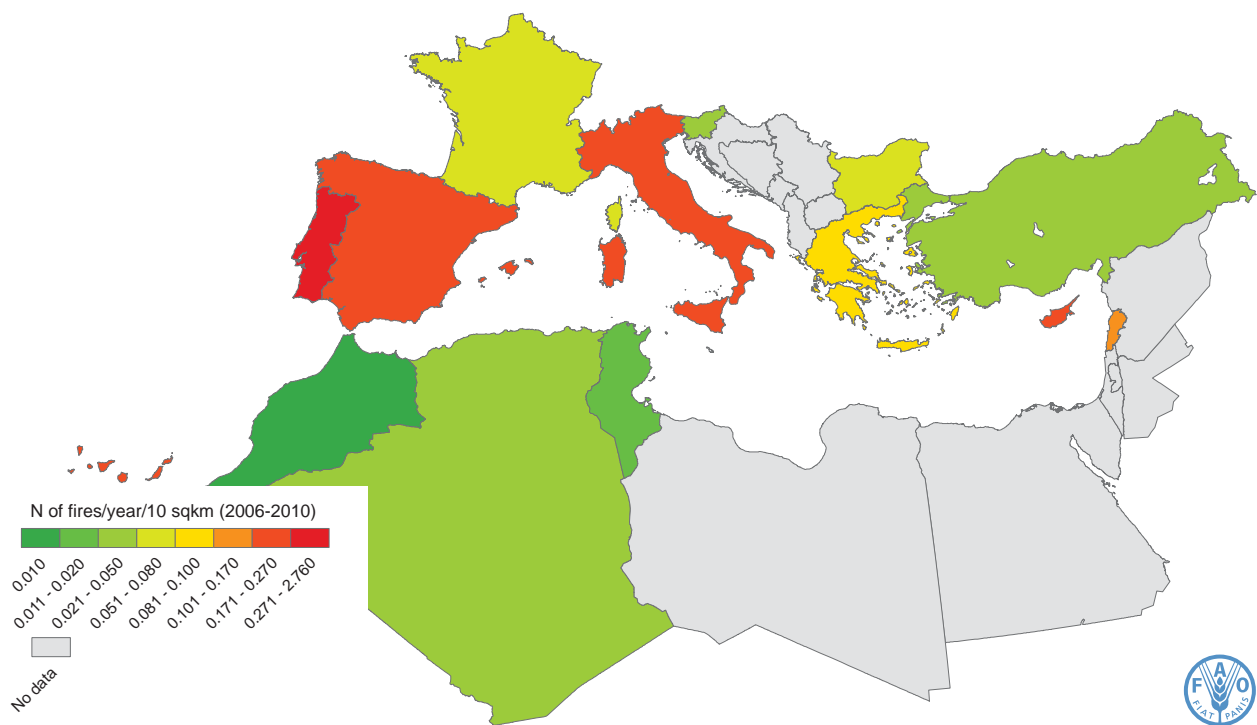 N of fires/year/10 sqkm (2006-2010)
0.010
0.011 - 0.020
0.021 - 0.050
0.051 - 0.080
0.081 - 0.100
0.101 - 0.170
0.171 - 0.270
0.271 - 2.760
No data
F A O
FIAT PANIS